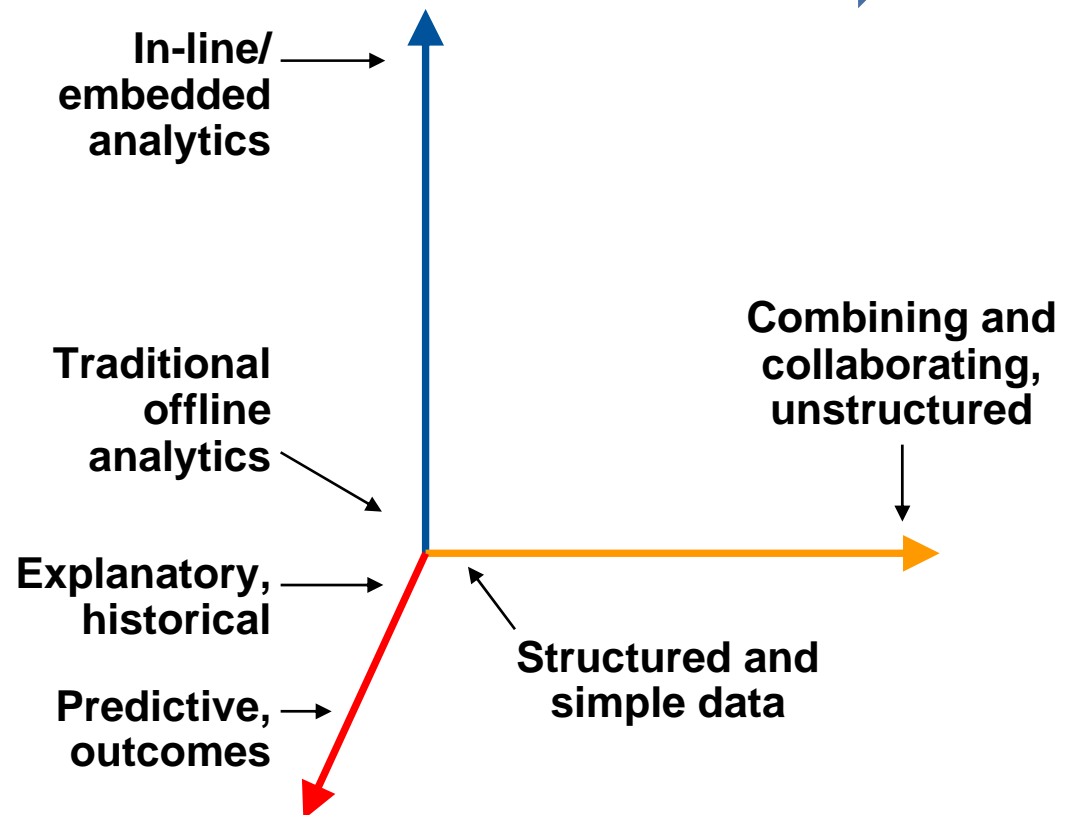 In-line/
embedded
analytics
Traditional
offline
analytics
Combining and
collaborating,
unstructured
Explanatory,
historical
Structured and
simple data
Predictive,
outcomes